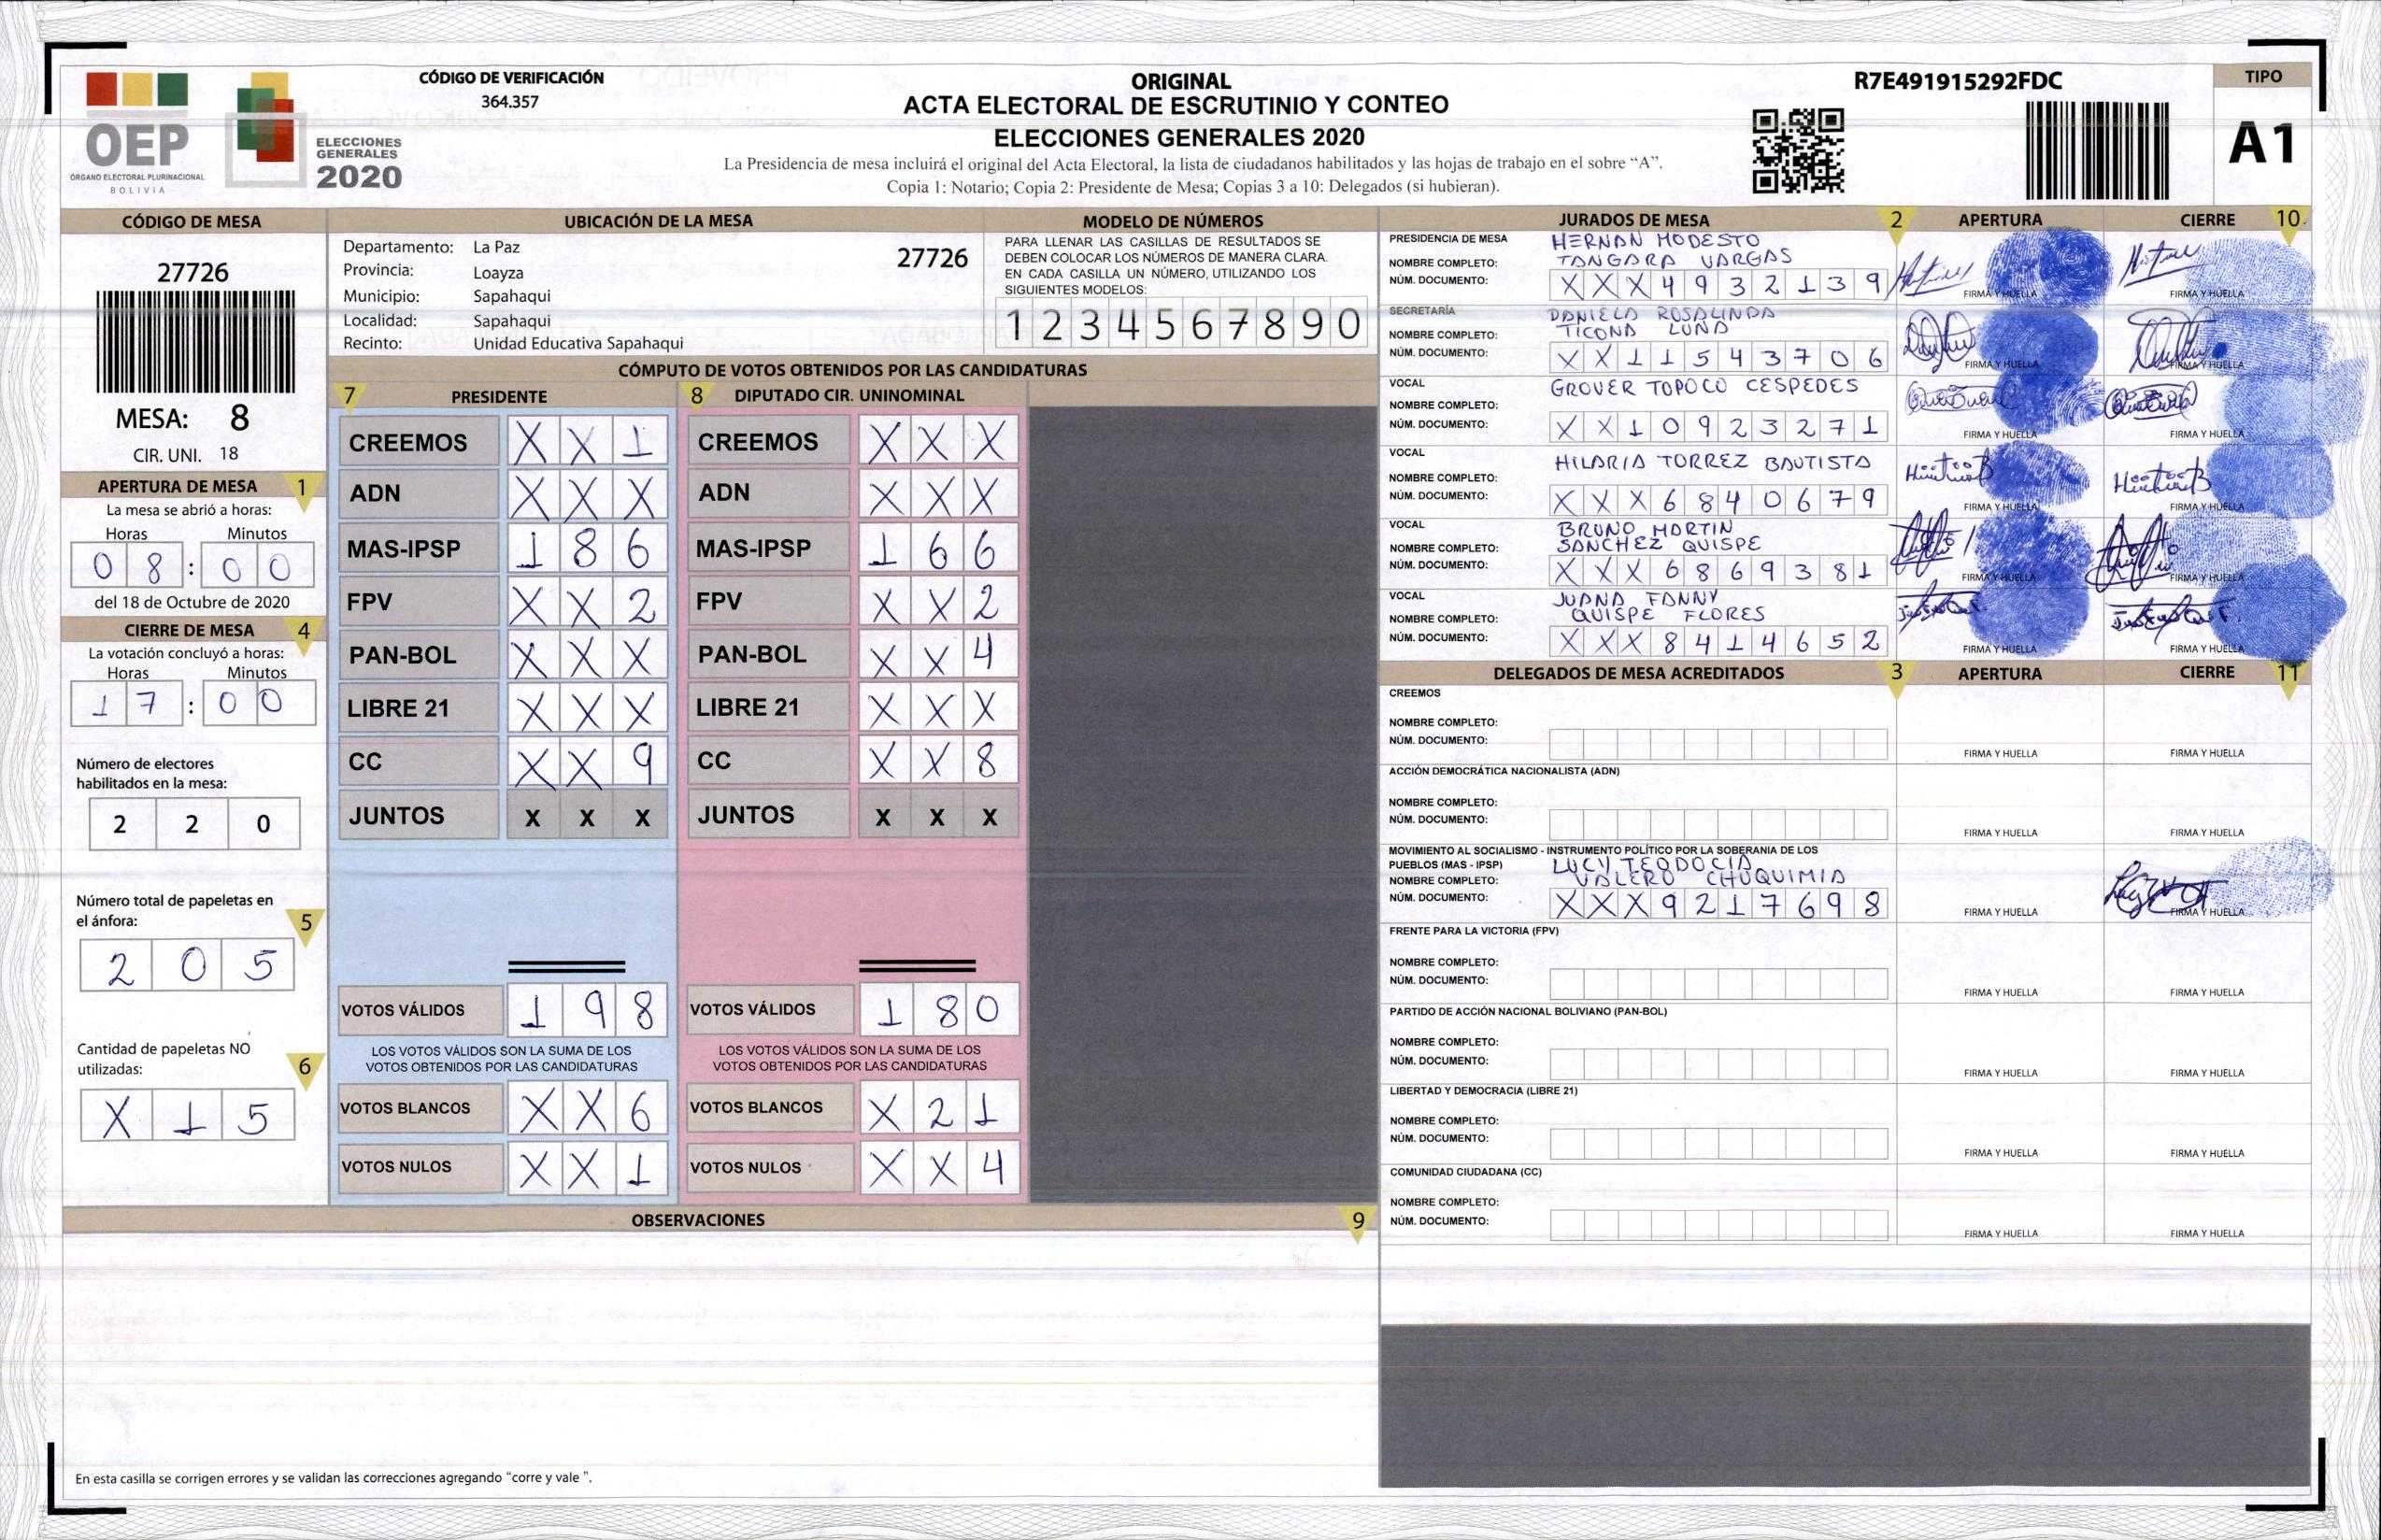 OEP
ÓRGANO ELECTORAL PLURINACIONAL
BOLIVIA
ELECCIONES
GENERALES
2020
CÓDIGO DE VERIFICACIÓN
364.357
ORIGINAL
ACTA ELECTORAL DE ESCRUTINIO Y CONTEO
ELECCIONES GENERALES 2020
La Presidencia de mesa incluirá el original del Acta Electoral, la lista de ciudadanos habilitados y las hojas de trabajo en el sobre “A”.
Copia 1: Notario; Copia 2: Presidente de Mesa; Copias 3 a 10: Delegados (si hubieran).
R7E491915292FDC
TIPO
A1
CÓDIGO DE MESA
27726
MESA: 8
CIR. UNI. 18
APERTURA DE MESA 1
La mesa se abrió a horas:
Horas Minutos
0 8 : 0 0
del 18 de Octubre de 2020
CIERRE DE MESA 4
La votación concluyó a horas:
Horas Minutos
1 7 : 0 0
Número de electores
habilitados en la mesa:
2 2 0
Número total de papeletas en
el ánfora: 5
2 0 5
Cantidad de papeletas NO
utilizadas: 6
X 1 5
UBICACIÓN DE LA MESA
Departamento: La Paz 27726
Provincia: Loayza
Municipio: Sapahaqui
Localidad: Sapahaqui
Recinto: Unidad Educativa Sapahaqui
MODELO DE NÚMEROS
PARA LLENAR LAS CASILLAS DE RESULTADOS SE
DEBEN COLOCAR LOS NÚMEROS DE MANERA CLARA.
EN CADA CASILLA UN NÚMERO, UTILIZANDO LOS
SIGUIENTES MODELOS:
1 2 3 4 5 6 7 8 9 0
CÓMPUTO DE VOTOS OBTENIDOS POR LAS CANDIDATURAS
7 PRESIDENTE
CREEMOS X X 1
ADN X X X
MAS-IPSP 1 8 6
FPV X X 2
PAN-BOL X X X
LIBRE 21 X X X
CC X X 9
JUNTOS X X X
VOTOS VÁLIDOS 1 9 8
LOS VOTOS VÁLIDOS SON LA SUMA DE LOS
VOTOS OBTENIDOS POR LAS CANDIDATURAS
VOTOS BLANCOS X X 6
VOTOS NULOS X X 1
8 DIPUTADO CIR. UNINOMINAL
CREEMOS X X X
ADN X X X
MAS-IPSP 1 6 6
FPV X X 2
PAN-BOL X X 4
LIBRE 21 X X X
CC X X 8
JUNTOS X X X
VOTOS VÁLIDOS 1 8 0
LOS VOTOS VÁLIDOS SON LA SUMA DE LOS
VOTOS OBTENIDOS POR LAS CANDIDATURAS
VOTOS BLANCOS X 2 1
VOTOS NULOS X X 4
OBSERVACIONES 9
En esta casilla se corrigen errores y se validan las correcciones agregando “corre y vale ”.
JURADOS DE MESA 2 APERTURA CIERRE 10
PRESIDENCIA DE MESA HERNAN MODESTO
NOMBRE COMPLETO: TANGARA VARGAS
NÚM. DOCUMENTO: X X X 4 9 3 2 1 3 9 FIRMA Y HUELLA FIRMA Y HUELLA
SECRETARÍA DANIELA ROSALINDA
NOMBRE COMPLETO: TICONA LUNA
NÚM. DOCUMENTO: X X 1 1 5 4 3 7 0 6 FIRMA Y HUELLA FIRMA Y HUELLA
VOCAL GROVER TOPOCO CESPEDES
NOMBRE COMPLETO:
NÚM. DOCUMENTO: X X 1 0 9 2 3 2 7 1 FIRMA Y HUELLA FIRMA Y HUELLA
VOCAL HILARIA TORREZ BAUTISTA
NOMBRE COMPLETO:
NÚM. DOCUMENTO: X X X 6 8 4 0 6 7 9 FIRMA Y HUELLA FIRMA Y HUELLA
VOCAL BRUNO MARTIN
NOMBRE COMPLETO: SANCHEZ QUISPE
NÚM. DOCUMENTO: X X X 6 8 6 9 3 8 1 FIRMA Y HUELLA FIRMA Y HUELLA
VOCAL JUANA FANNY
NOMBRE COMPLETO: QUISPE FLORES
NÚM. DOCUMENTO: X X X 8 4 1 4 6 5 2 FIRMA Y HUELLA FIRMA Y HUELLA
DELEGADOS DE MESA ACREDITADOS 3 APERTURA CIERRE 11
CREEMOS
NOMBRE COMPLETO:
NÚM. DOCUMENTO: FIRMA Y HUELLA FIRMA Y HUELLA
ACCIÓN DEMOCRÁTICA NACIONALISTA (ADN)
NOMBRE COMPLETO:
NÚM. DOCUMENTO: FIRMA Y HUELLA FIRMA Y HUELLA
MOVIMIENTO AL SOCIALISMO - INSTRUMENTO POLÍTICO POR LA SOBERANIA DE LOS
PUEBLOS (MAS - IPSP) LUCY TEODOCIA
NOMBRE COMPLETO: VALERO CHUQUIMIA
NÚM. DOCUMENTO: X X X 9 2 1 7 6 9 8 FIRMA Y HUELLA FIRMA Y HUELLA
FRENTE PARA LA VICTORIA (FPV)
NOMBRE COMPLETO:
NÚM. DOCUMENTO: FIRMA Y HUELLA FIRMA Y HUELLA
PARTIDO DE ACCIÓN NACIONAL BOLIVIANO (PAN-BOL)
NOMBRE COMPLETO:
NÚM. DOCUMENTO: FIRMA Y HUELLA FIRMA Y HUELLA
LIBERTAD Y DEMOCRACIA (LIBRE 21)
NOMBRE COMPLETO:
NÚM. DOCUMENTO: FIRMA Y HUELLA FIRMA Y HUELLA
COMUNIDAD CIUDADANA (CC)
NOMBRE COMPLETO:
NÚM. DOCUMENTO: FIRMA Y HUELLA FIRMA Y HUELLA